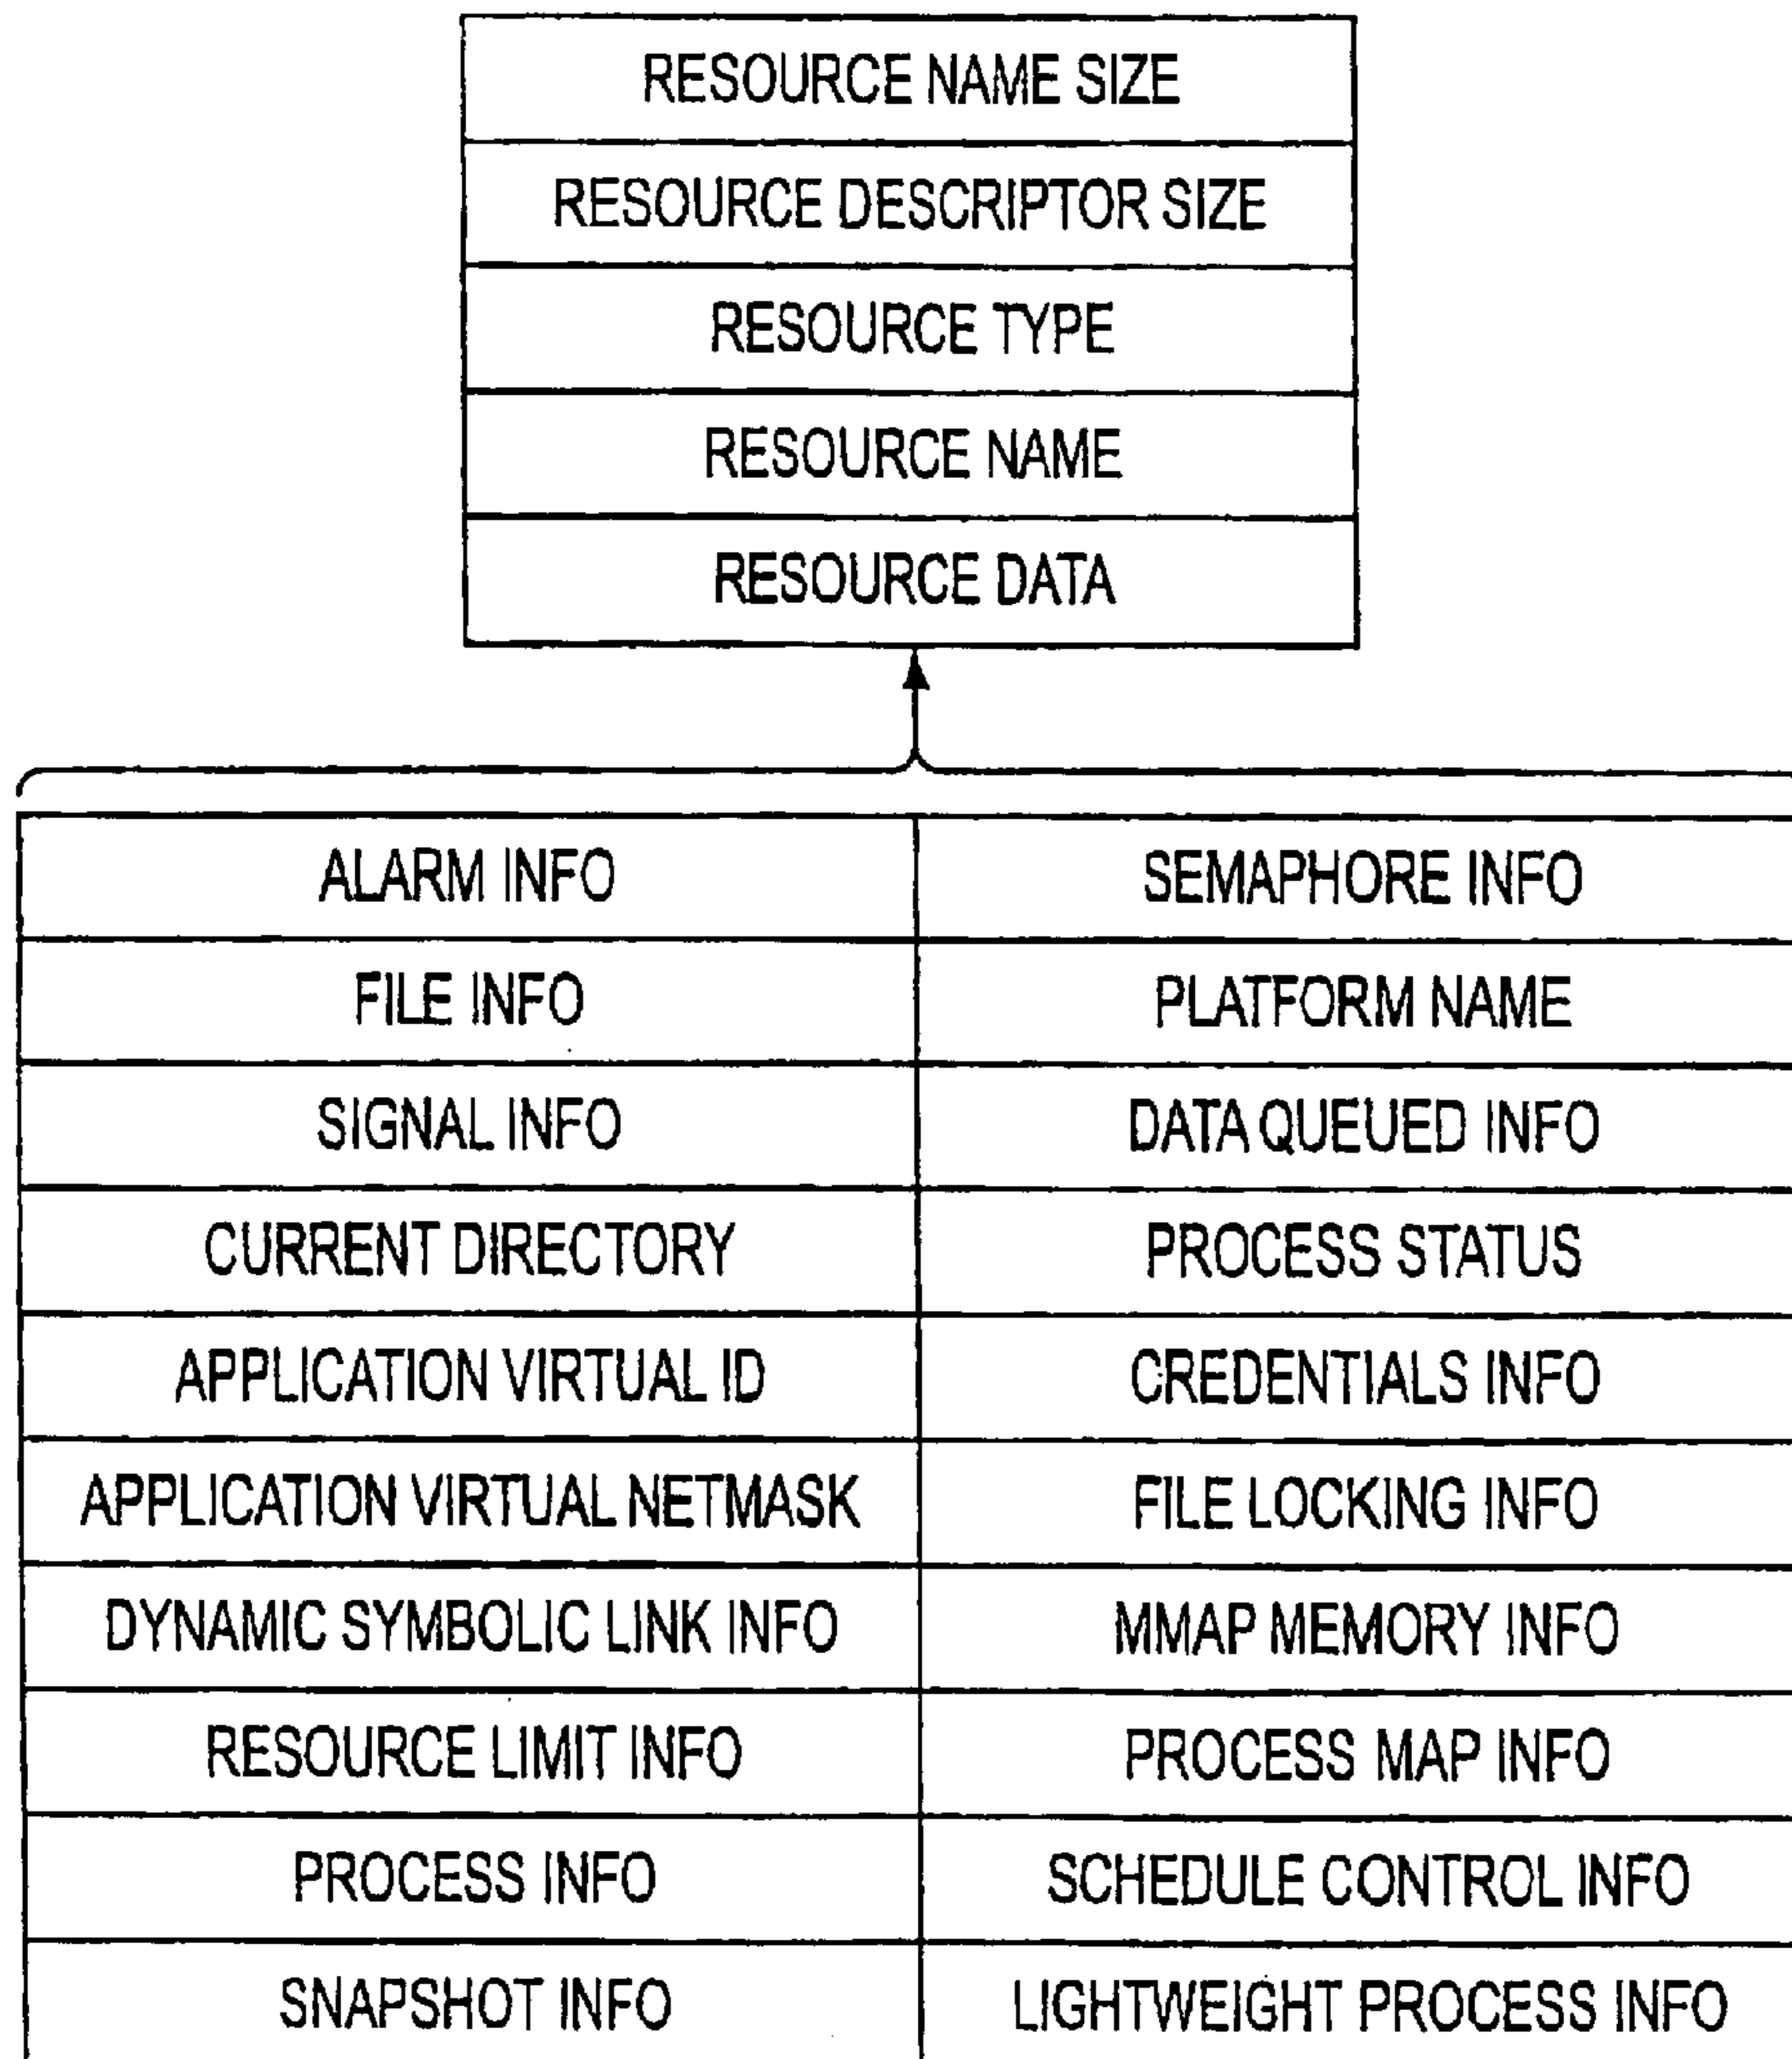 RESOURCE NAME SIZE
RESOURCE DESCRIPTOR SIZE
RESOURCE TYPE
RESOURCE NAME
RESOURCE DATA
ALARM INFO SEMAPHORE INFO
FILE INFO PLATFORM NAME
SIGNAL INFO DATA QUEUED INFO
CURRENT DIRECTORY PROCESS STATUS
APPLICATION VIRTUAL ID CREDENTIALS INFO
APPLICATION VIRTUAL NETMASK FILE LOCKING INFO
DYNAMIC SYMBOLIC LINK INFO MMAP MEMORY INFO
RESOURCE LIMIT INFO PROCESS MAP INFO
PROCESS INFO SCHEDULE CONTROL INFO
SNAPSHOT INFO LIGHTWEIGHT PROCESS INFO